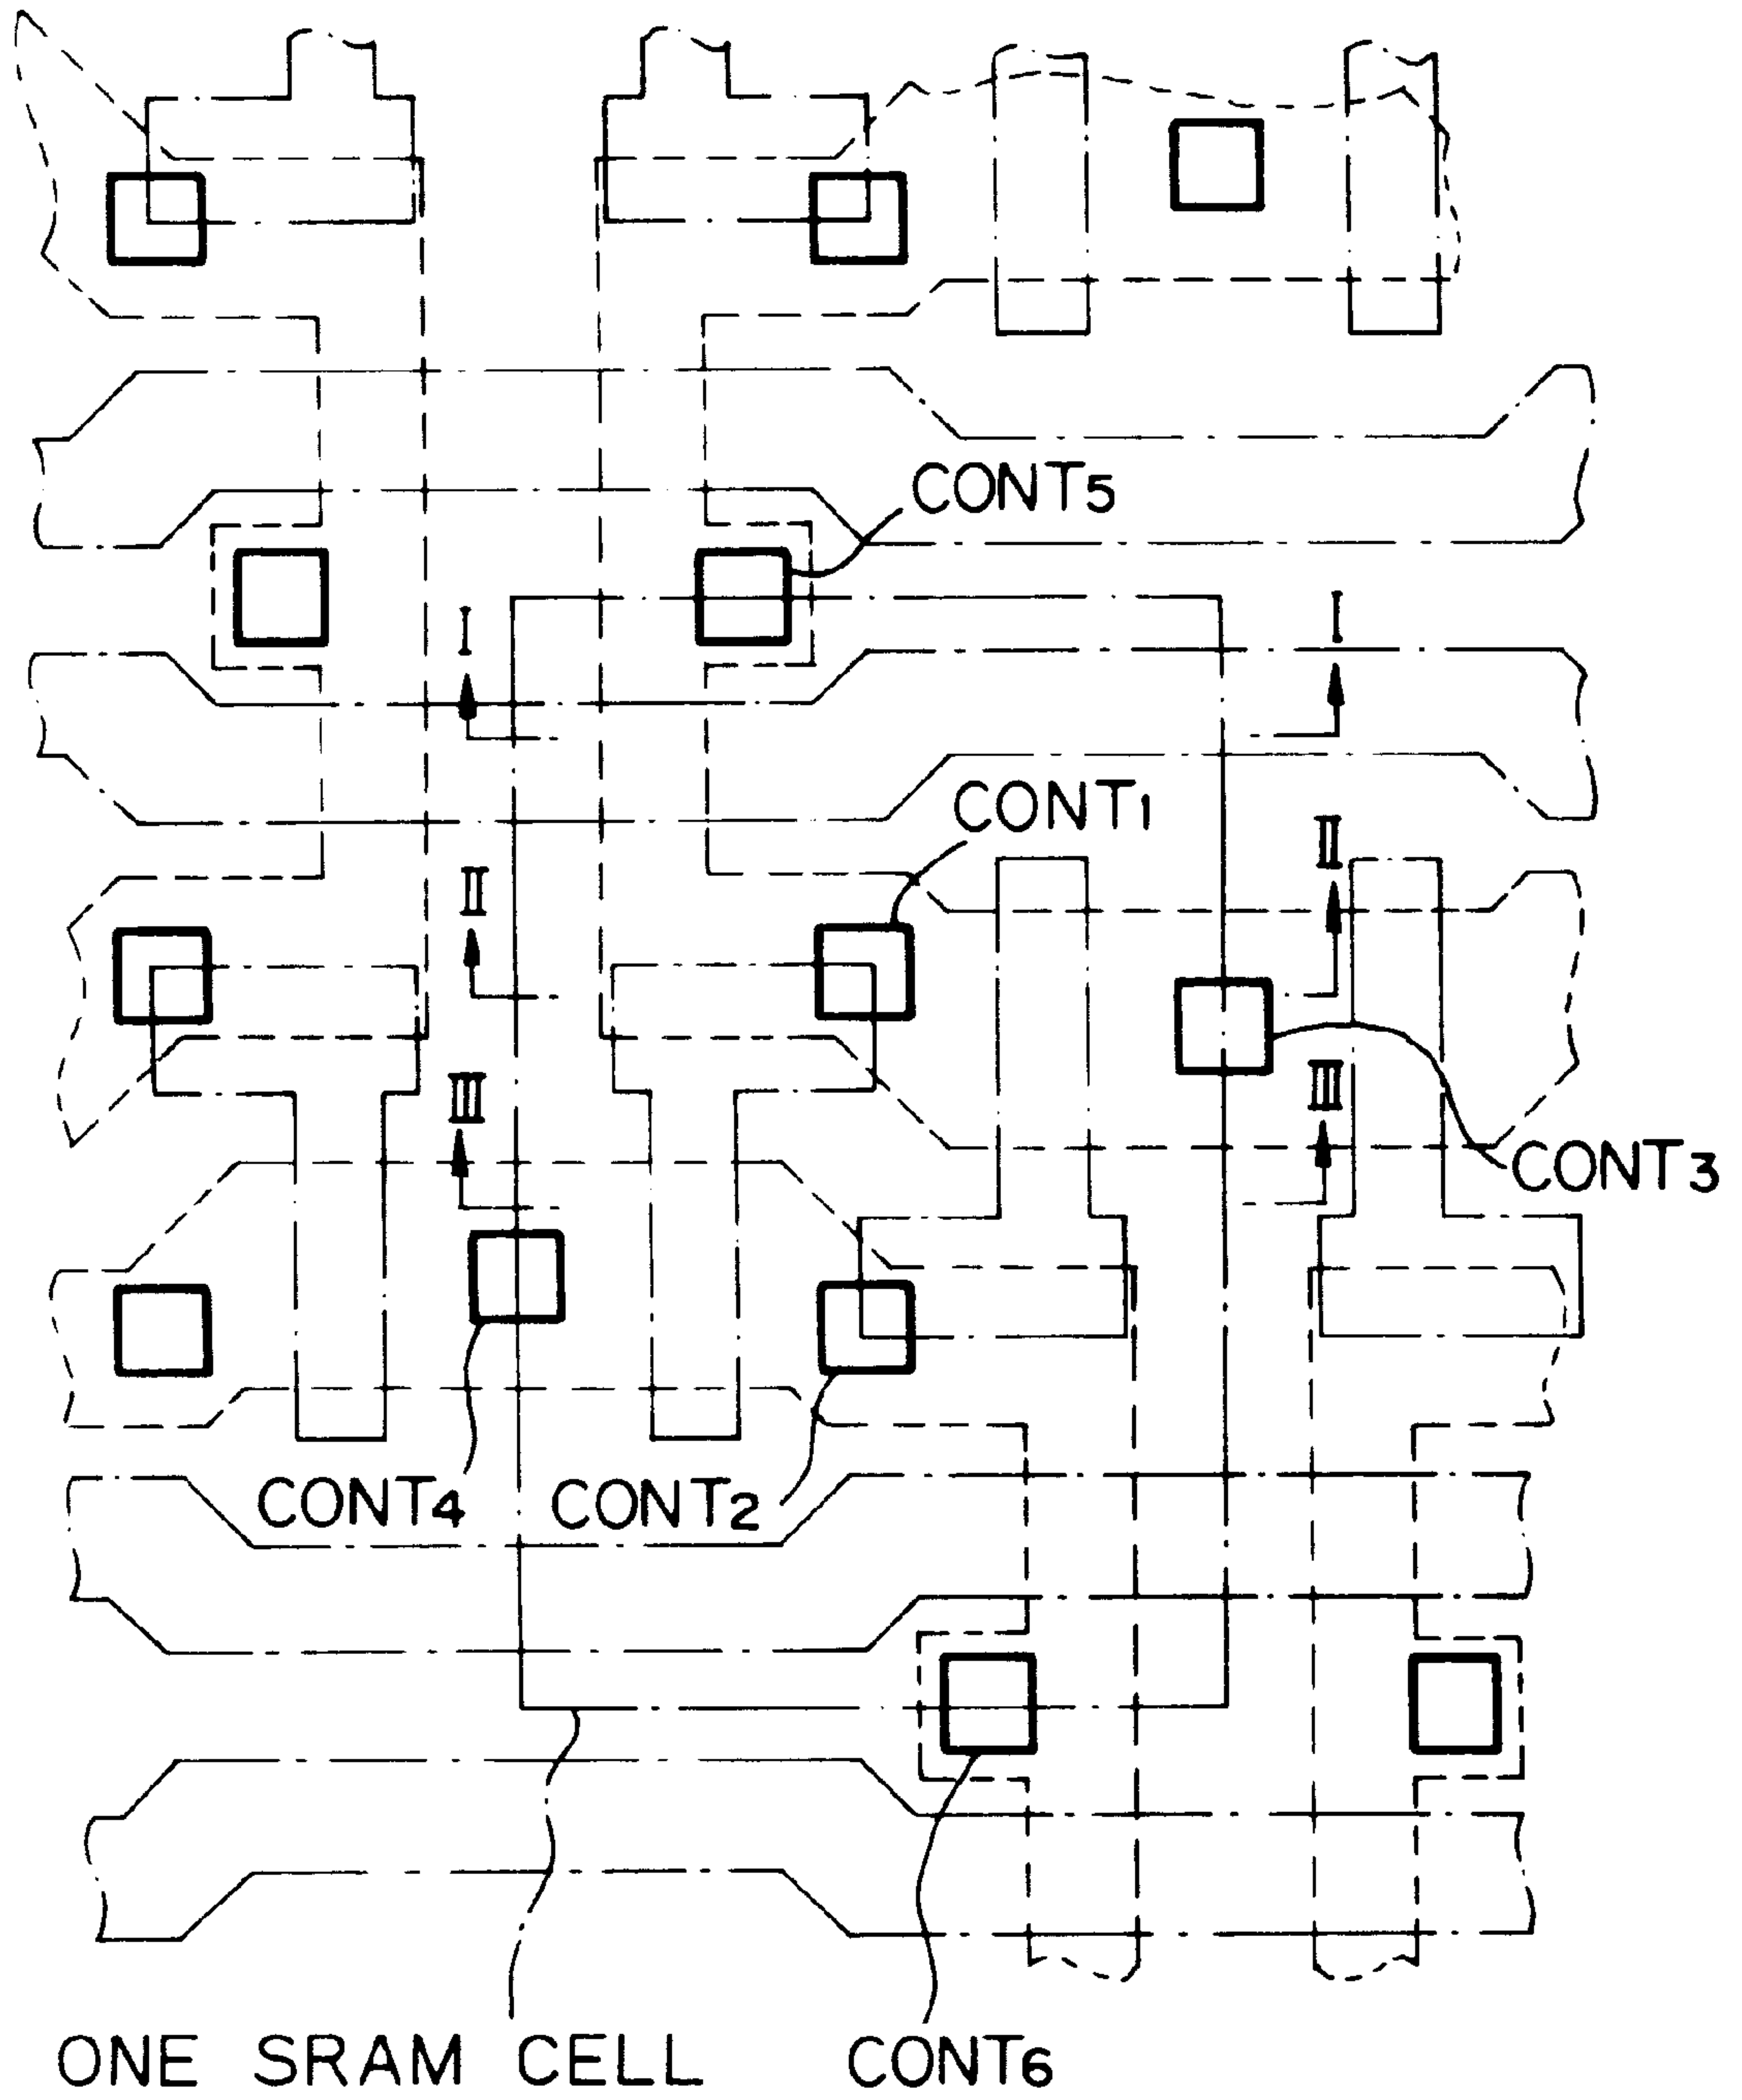 CONT5
I
I
CONT1
II
II
III
III
CONT3
CONT4
CONT2
ONE SRAM CELL
CONT6